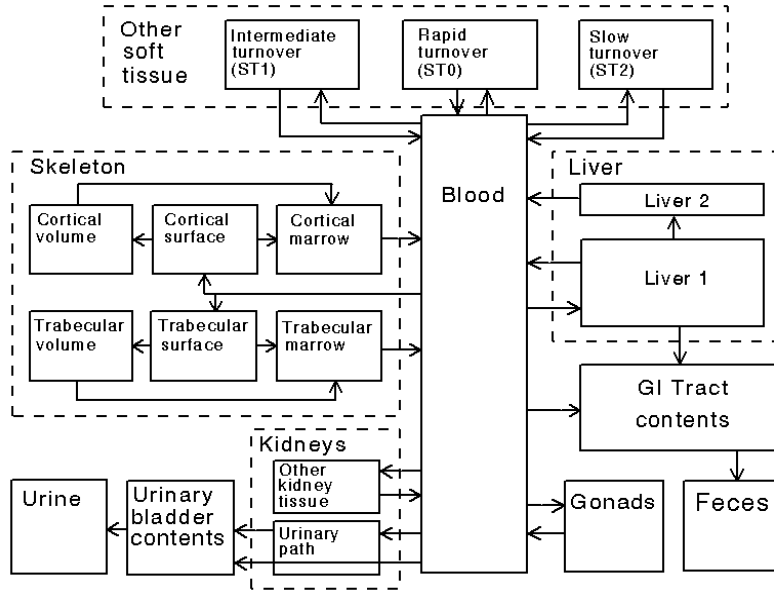 Other
soft
tissue
Intermediate
turnover
(ST1)
Rapid
turnover
(ST0)
Slow
turnover
(ST2)
Skeleton
Cortical
volume
Cortical
surface
Cortical
marrow
Trabecular
volume
Trabecular
surface
Trabecular
marrow
Blood
Liver
Liver 2
Liver 1
GI Tract
contents
Kidneys
Other
kidney
tissue
Urinary
path
Urine
Urinary
bladder
contents
Gonads
Feces